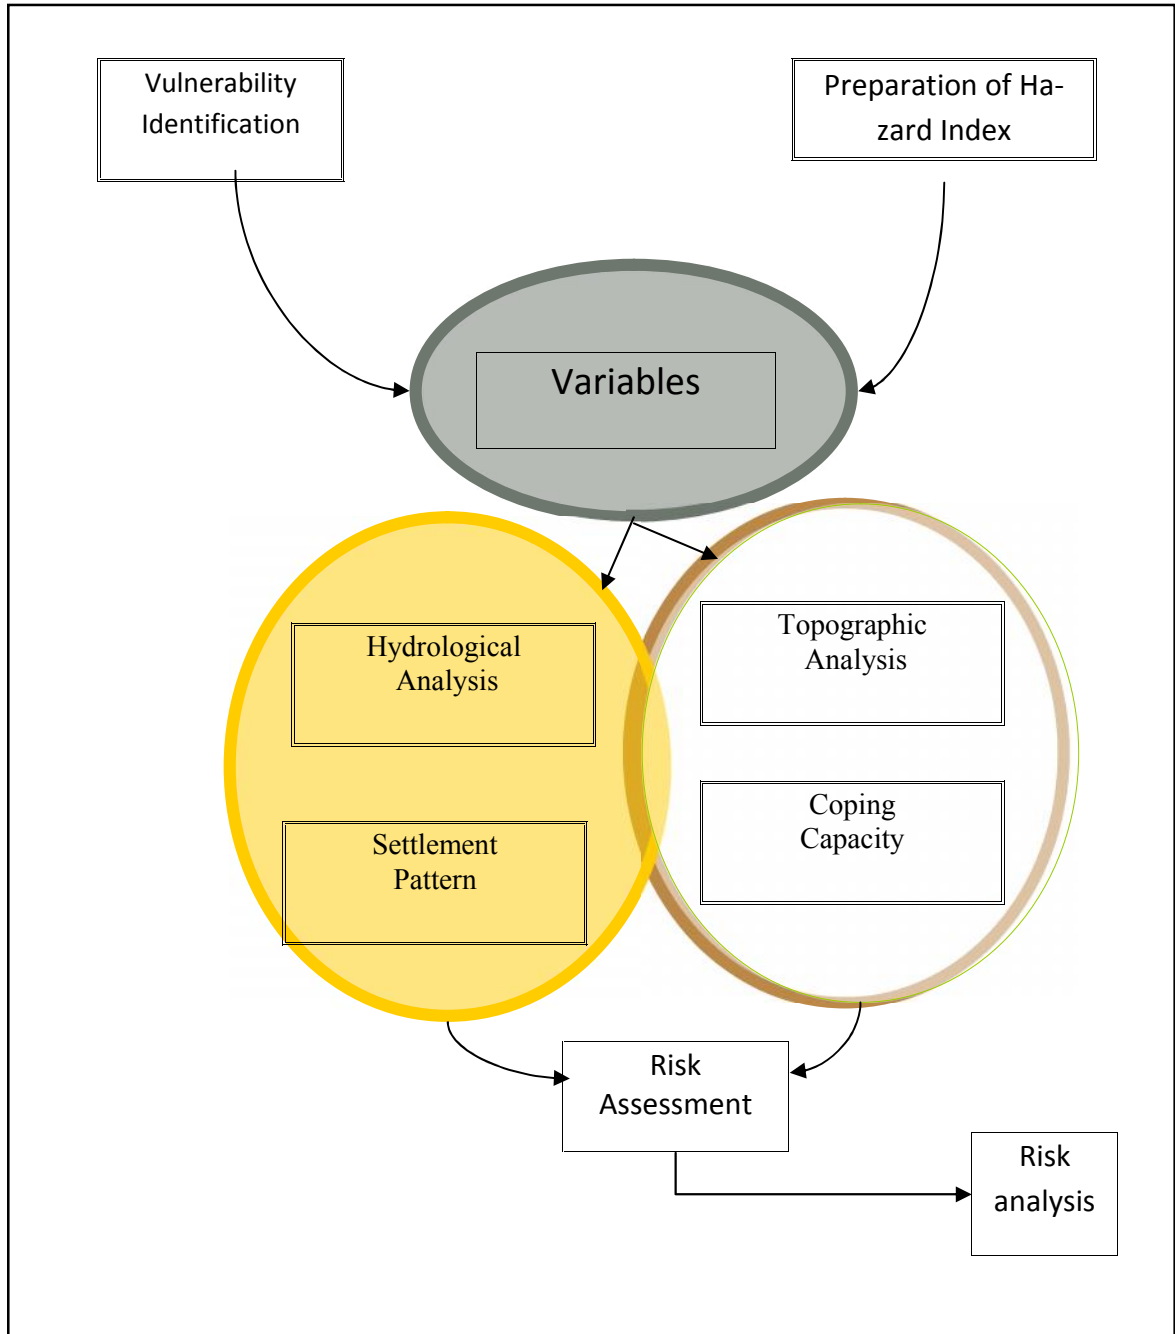 Vulnerability
Identification
Preparation of Ha-
zard Index
Variables
Hydrological
Analysis
Topographic
Analysis
Settlement
Pattern
Coping
Capacity
Risk
Assessment
Risk
analysis